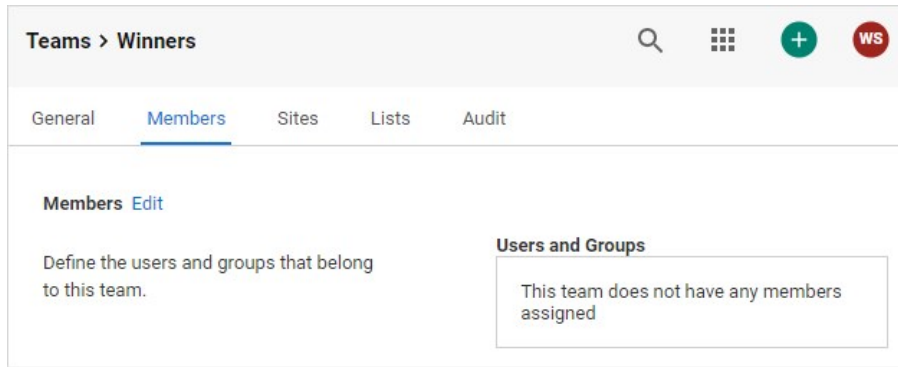 Teams > Winners
+
WS
General Members Sites Lists Audit
Members Edit
Define the users and groups that belong
to this team.
Users and Groups
This team does not have any members
assigned